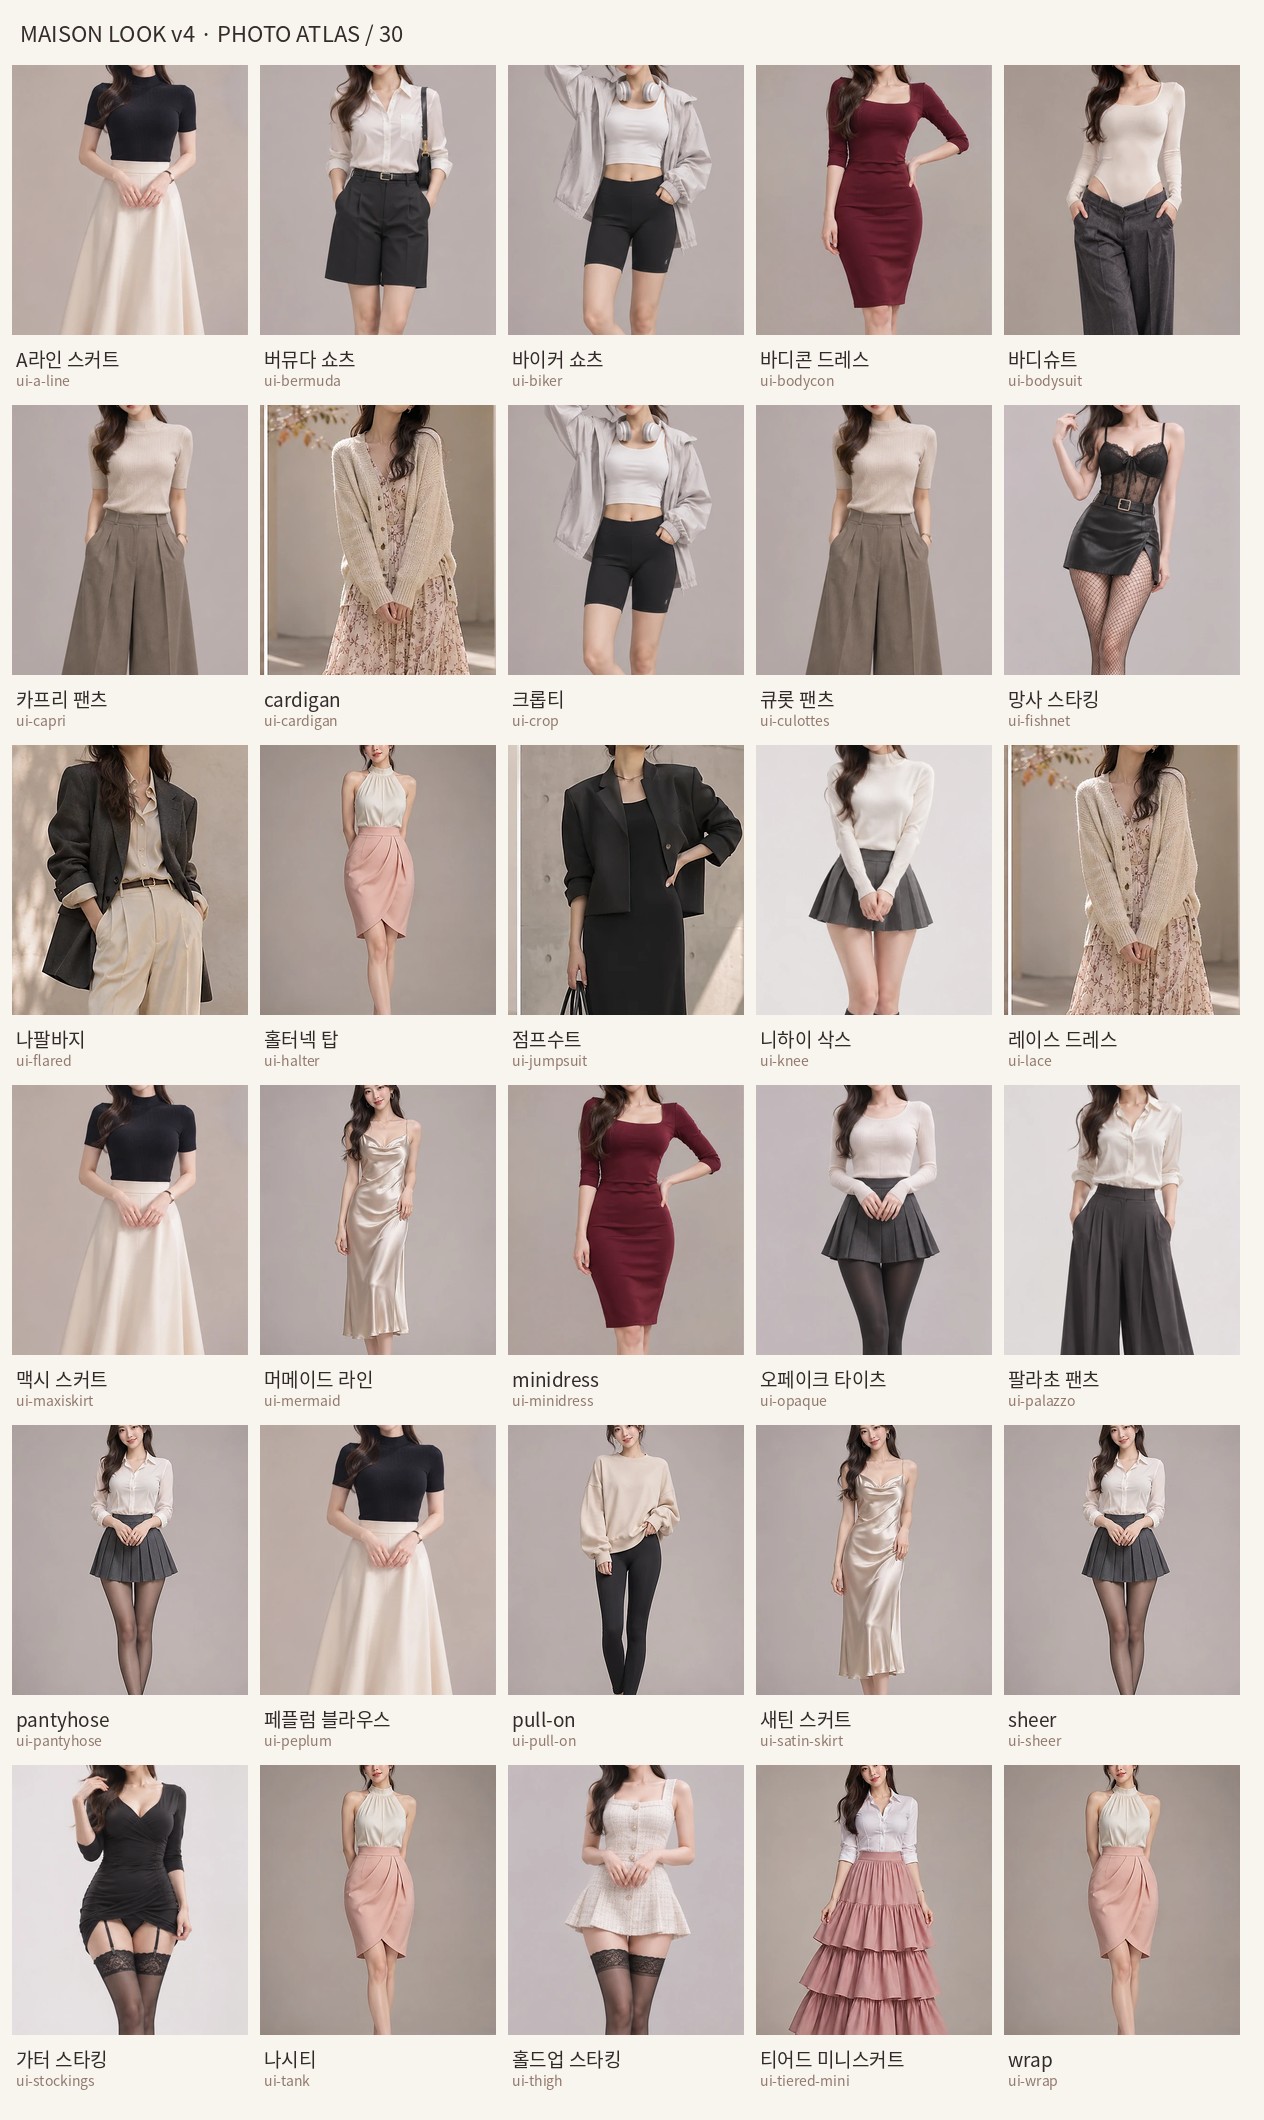 MAISON LOOK v4 · PHOTO ATLAS / 30
A라인 스커트
ui-a-line
버뮤다 쇼츠
ui-bermuda
바이커 쇼츠
ui-biker
바디콘 드레스
ui-bodycon
바디슈트
ui-bodysuit
카프리 팬츠
ui-capri
cardigan
ui-cardigan
크롭티
ui-crop
큐롯 팬츠
ui-culottes
망사 스타킹
ui-fishnet
나팔바지
ui-flared
홀터넥 탑
ui-halter
점프수트
ui-jumpsuit
니하이 삭스
ui-knee
레이스 드레스
ui-lace
맥시 스커트
ui-maxiskirt
머메이드 라인
ui-mermaid
minidress
ui-minidress
오페이크 타이츠
ui-opaque
팔라초 팬츠
ui-palazzo
pantyhose
ui-pantyhose
페플럼 블라우스
ui-peplum
pull-on
ui-pull-on
새틴 스커트
ui-satin-skirt
sheer
ui-sheer
가터 스타킹
ui-stockings
나시티
ui-tank
홀드업 스타킹
ui-thigh
티어드 미니스커트
ui-tiered-mini
wrap
ui-wrap